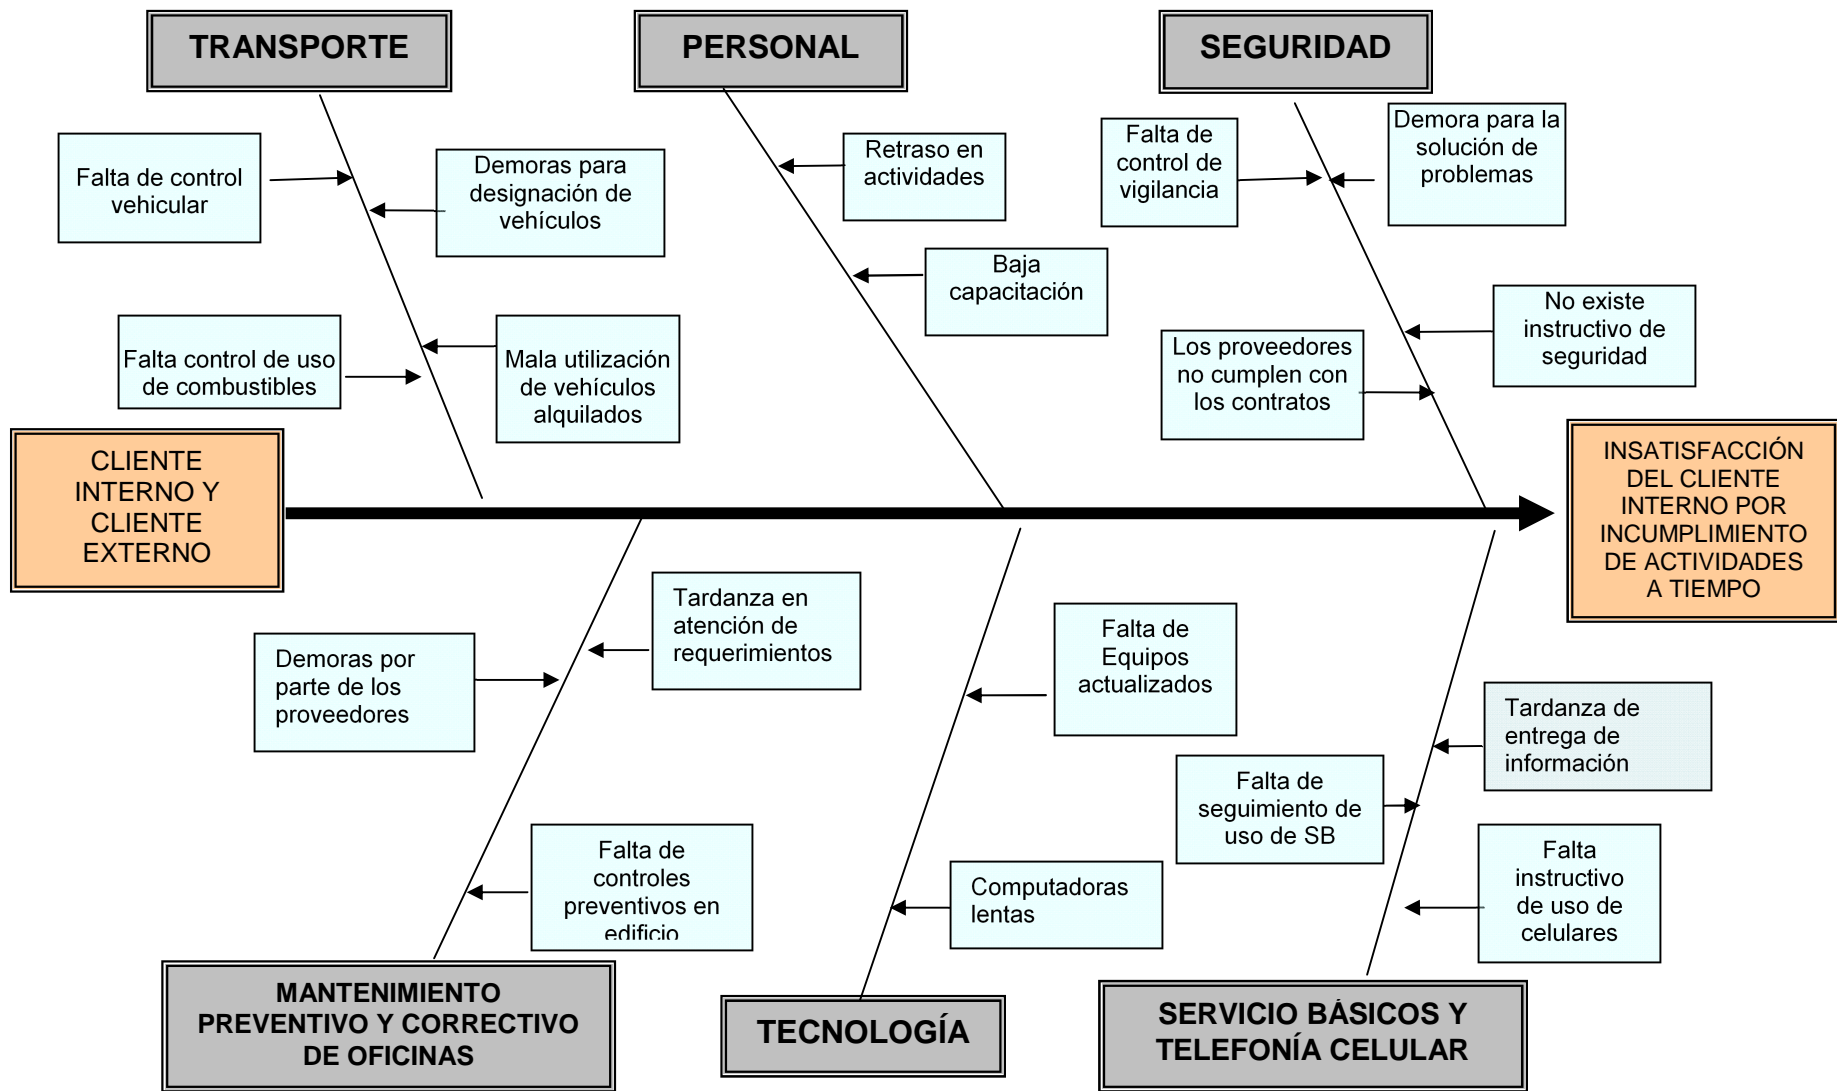 TRANSPORTE
PERSONAL
SEGURIDAD
Falta de control
vehicular
Demoras para
designación de
vehículos
Retraso en
actividades
Falta de
control de
vigilancia
Demora para la
solución de
problemas
Baja
capacitación
Falta control de uso
de combustibles
Mala utilización
de vehículos
alquilados
Los proveedores
no cumplen con
los contratos
No existe
instructivo de
seguridad
CLIENTE
INTERNO Y
CLIENTE
EXTERNO
INSATISFACCIÓN
DEL CLIENTE
INTERNO POR
INCUMPLIMIENTO
DE ACTIVIDADES
A TIEMPO
Demoras por
parte de los
proveedores
Tardanza en
atención de
requerimientos
Falta de
Equipos
actualizados
Tardanza de
entrega de
información
Falta de
seguimiento de
uso de SB
Falta de
controles
preventivos en
edificio
Computadoras
lentas
Falta
instructivo
de uso de
celulares
MANTENIMIENTO
PREVENTIVO Y CORRECTIVO
DE OFICINAS
TECNOLOGÍA
SERVICIO BÁSICOS Y
TELEFONÍA CELULAR